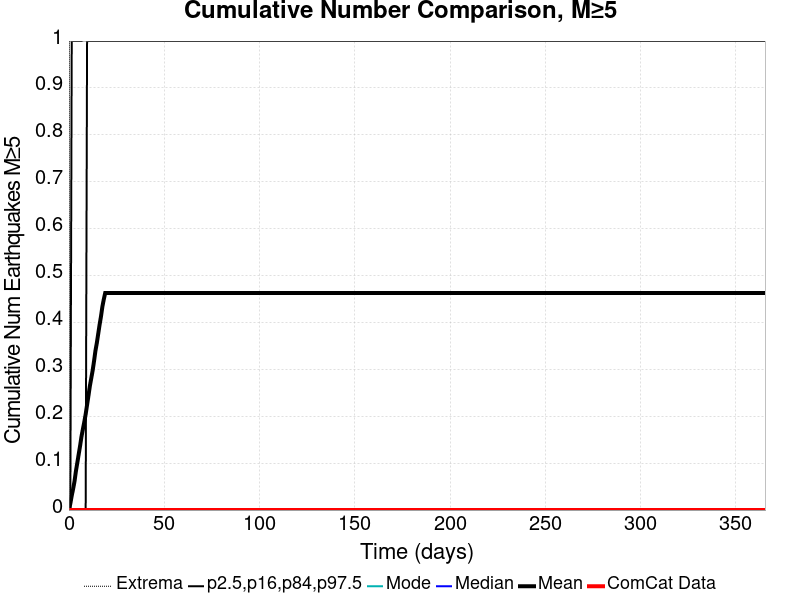 Cumulative Number Comparison, M≥5
Cumulative Num Earthquakes M≥5
1
0.9
0.8
0.7
0.6
0.5
0.4
0.3
0.2
0.1
0
0 50 100 150 200 250 300 350
Time (days)
Extrema p2.5,p16,p84,p97.5 Mode Median Mean ComCat Data